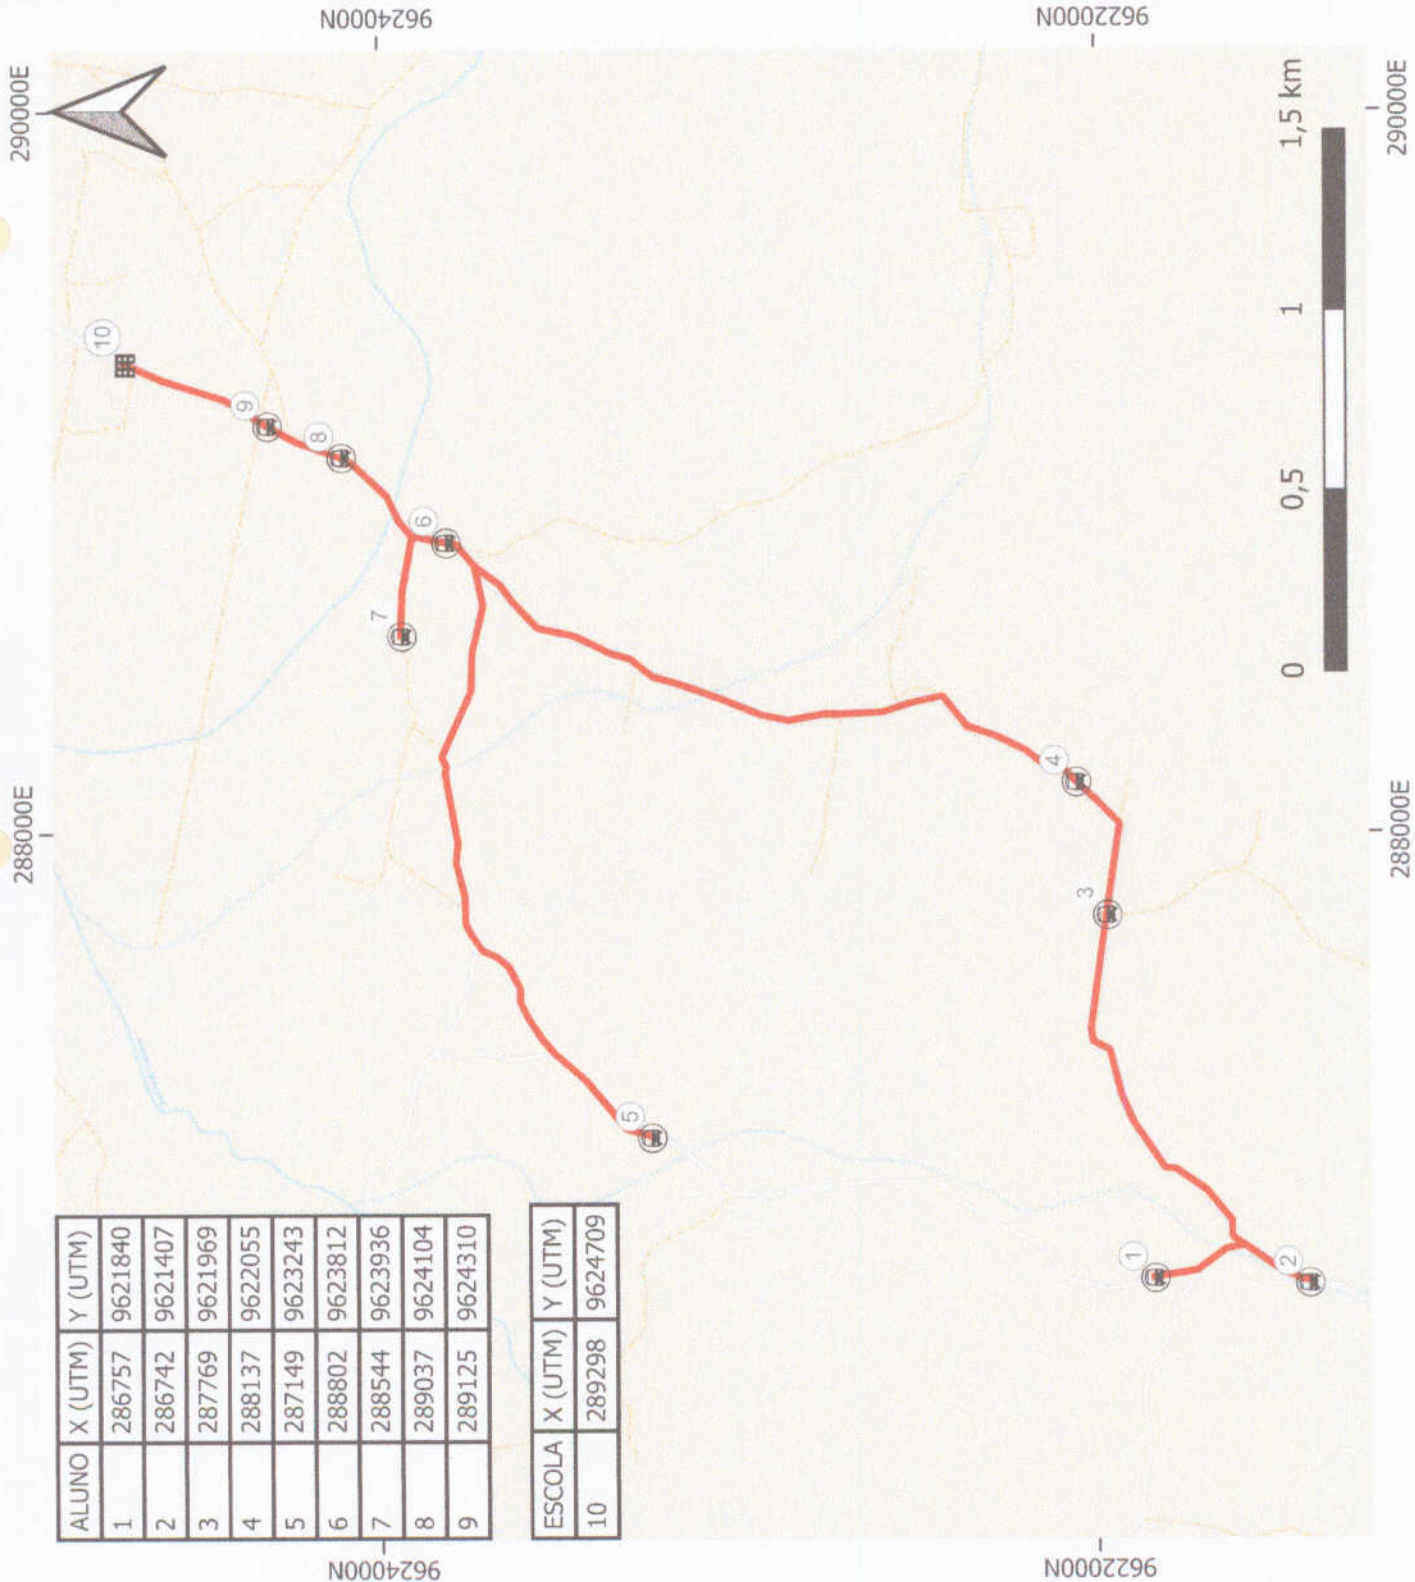 9624000N
9622000N
290000E
290000E
288000E
288000E
9624000N
9622000N
10
9
8
6
7
4
3
5
1
2
0
0,5
1
1,5 km
ALUNO X (UTM) Y (UTM)
1 286757 9621840
2 286742 9621407
3 287769 9621969
4 288137 9622055
5 287149 9623243
6 288802 9623812
7 288544 9623936
8 289037 9624104
9 289125 9624310
ESCOLA X (UTM) Y (UTM)
10 289298 9624709